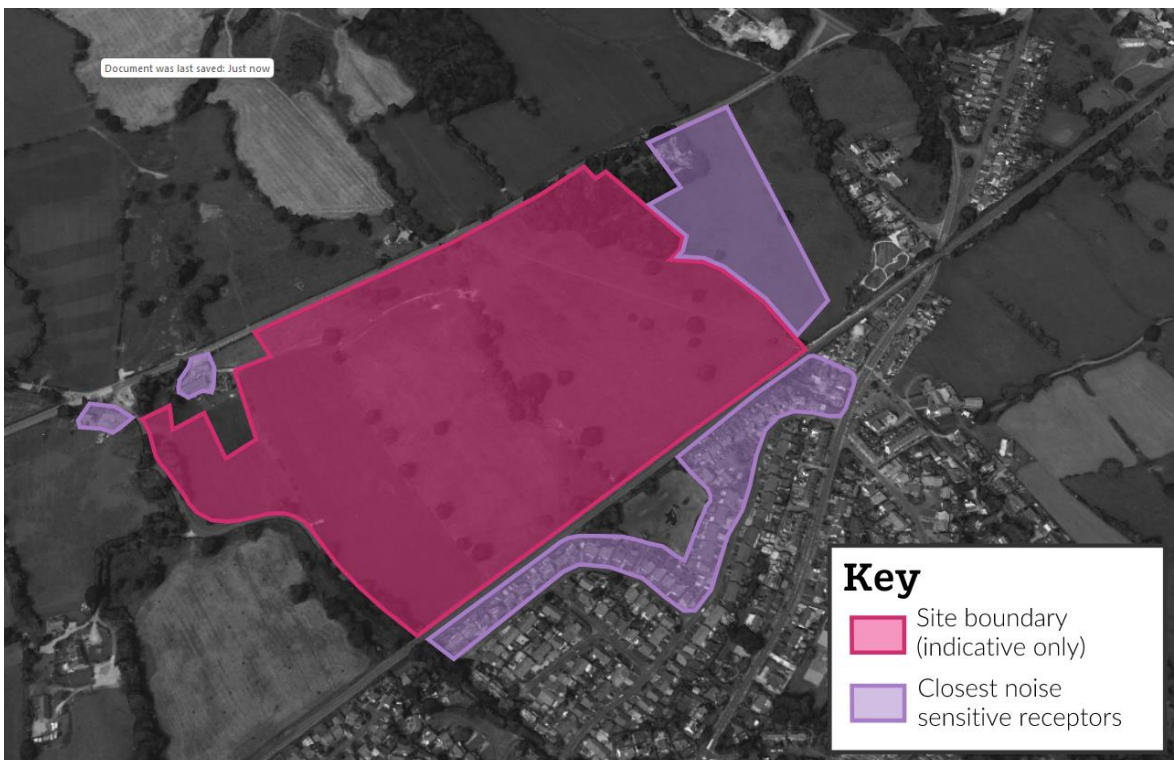 Document was last saved: Just now
Key
Site boundary
(indicative only)
Closest noise
sensitive receptors